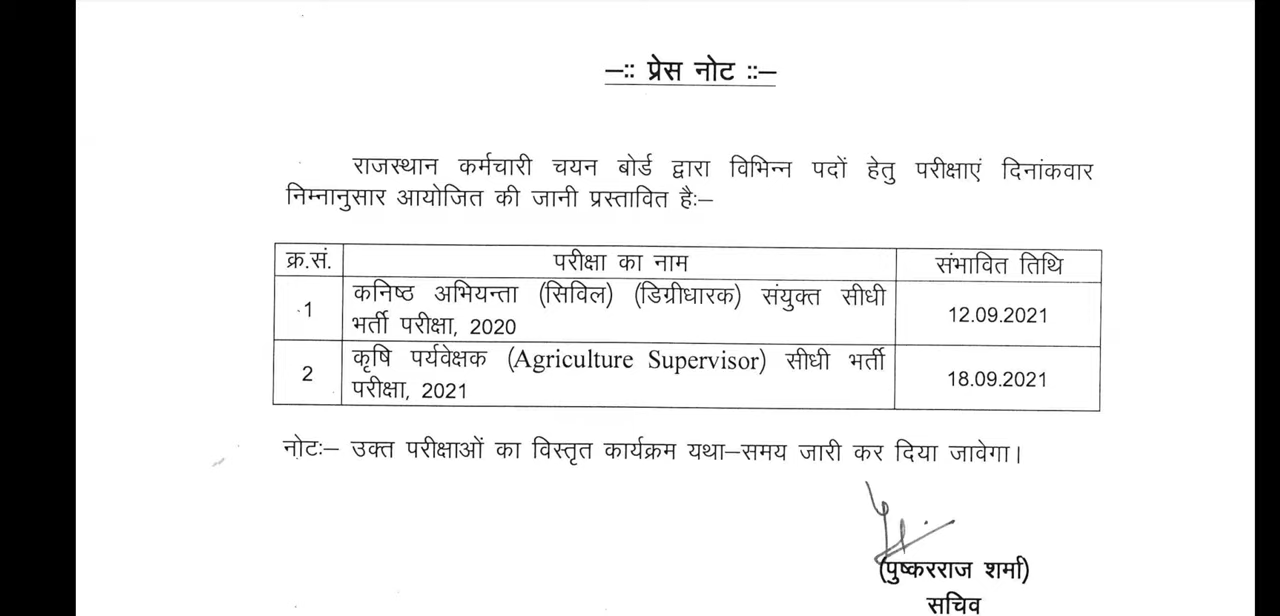 —:: प्रेस नोट ::—
राजस्थान कर्मचारी चयन बोर्ड द्वारा विभिन्न पदों हेतु परीक्षाएं दिनांकवार
निम्नानुसार आयोजित की जानी प्रस्तावित हैः—
क्र.सं. परीक्षा का नाम संभावित तिथि
1 कनिष्ठ अभियन्ता (सिविल) (डिग्रीधारक) संयुक्त सीधी
भर्ती परीक्षा, 2020 12.09.2021
2 कृषि पर्यवेक्षक (Agriculture Supervisor) सीधी भर्ती
परीक्षा, 2021 18.09.2021
नोटः— उक्त परीक्षाओं का विस्तृत कार्यक्रम यथा—समय जारी कर दिया जावेगा।
(पुष्करराज शर्मा)
सचिव